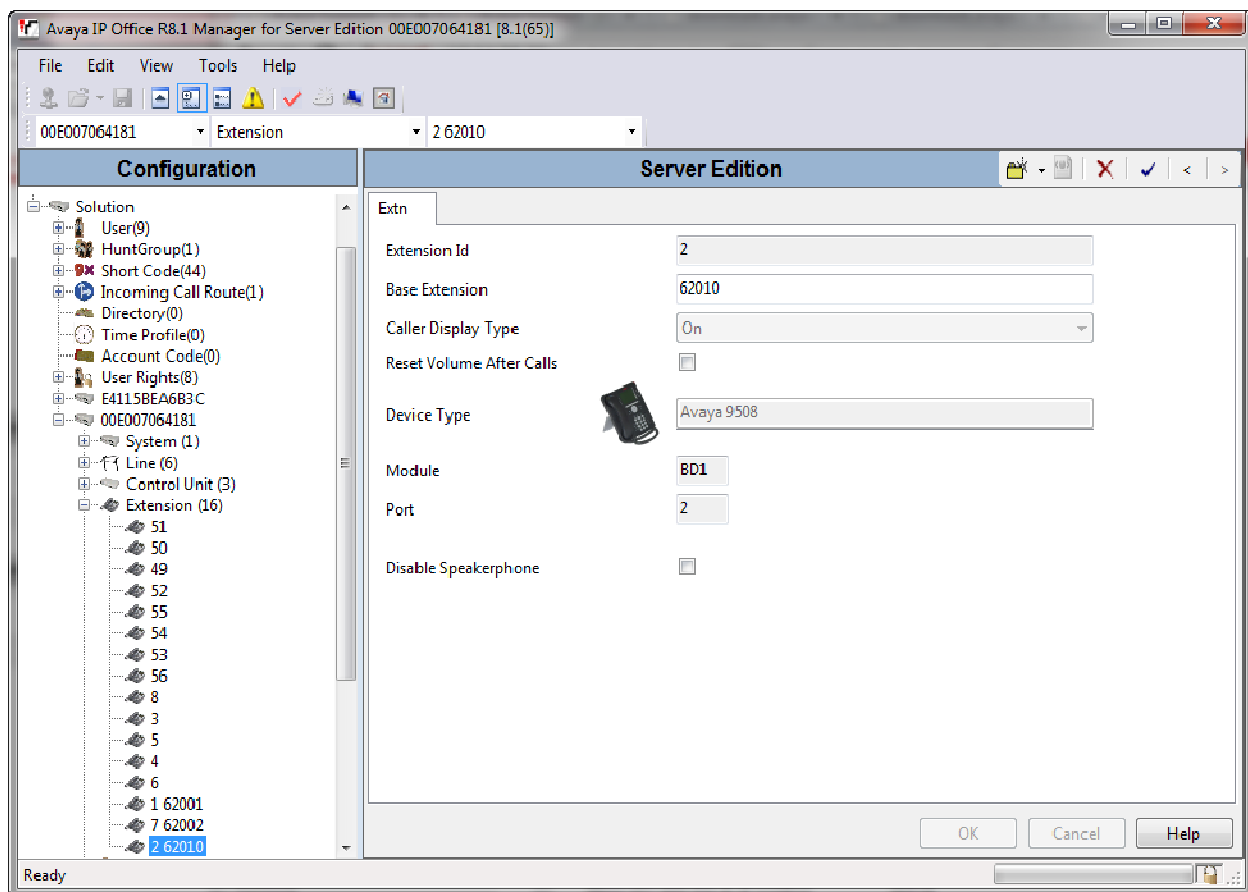 Avaya IP Office R8.1 Manager for Server Edition 00E007064181 [8.1(65)]
File Edit View Tools Help
00E007064181 Extension 2 62010
Configuration
Solution
User(9)
HuntGroup(1)
Short Code(44)
Incoming Call Route(1)
Directory(0)
Time Profile(0)
Account Code(0)
User Rights(8)
E4115BEA6B3C
00E007064181
System (1)
Line (6)
Control Unit (3)
Extension (16)
51
50
49
52
55
54
53
56
8
3
5
4
6
1 62001
7 62002
2 62010
Server Edition
Extn
Extension Id 2
Base Extension 62010
Caller Display Type On
Reset Volume After Calls
Device Type Avaya 9508
Module BD1
Port 2
Disable Speakerphone
OK Cancel Help
Ready